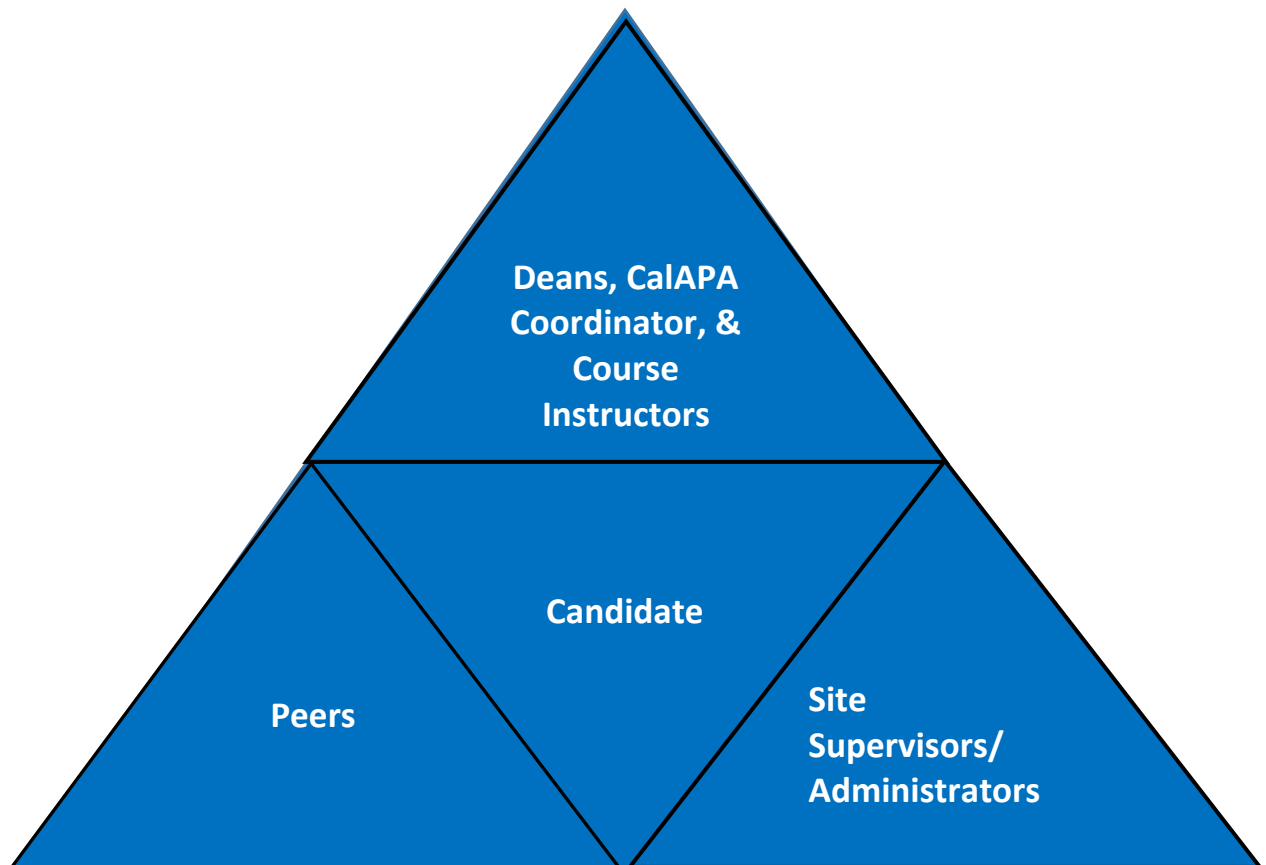 Deans, CalAPA
Coordinator, &
Course
Instructors
Candidate
Peers
Site
Supervisors/
Administrators